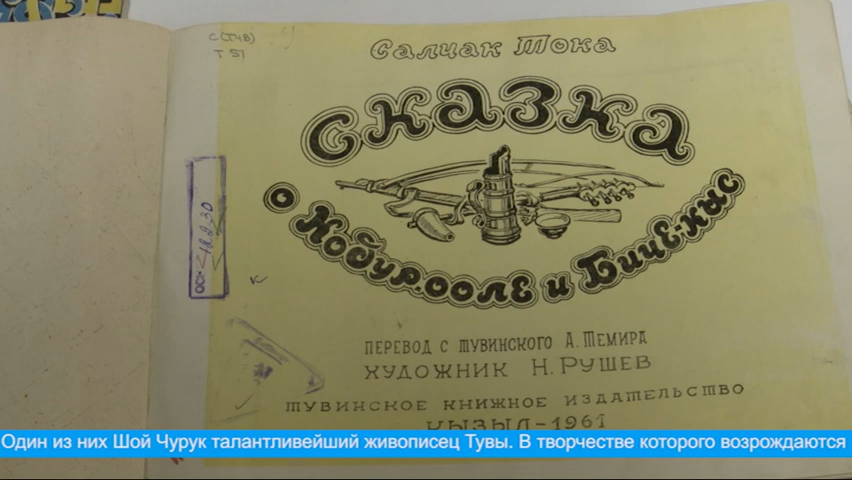 С(Тув)
Т 51
Салчак Тока
Сказка
о Кодур-ооле и Биче-кыс
ПЕРЕВОД С ТУВИНСКОГО А. ТЕМИРА
ХУДОЖНИК Н. РУШЕВ
ТУВИНСКОЕ КНИЖНОЕ ИЗДАТЕЛЬСТВО
КЫЗЫЛ-1961
Один из них Шой Чурук талантливейший живописец Тувы. В творчестве которого возрождаются